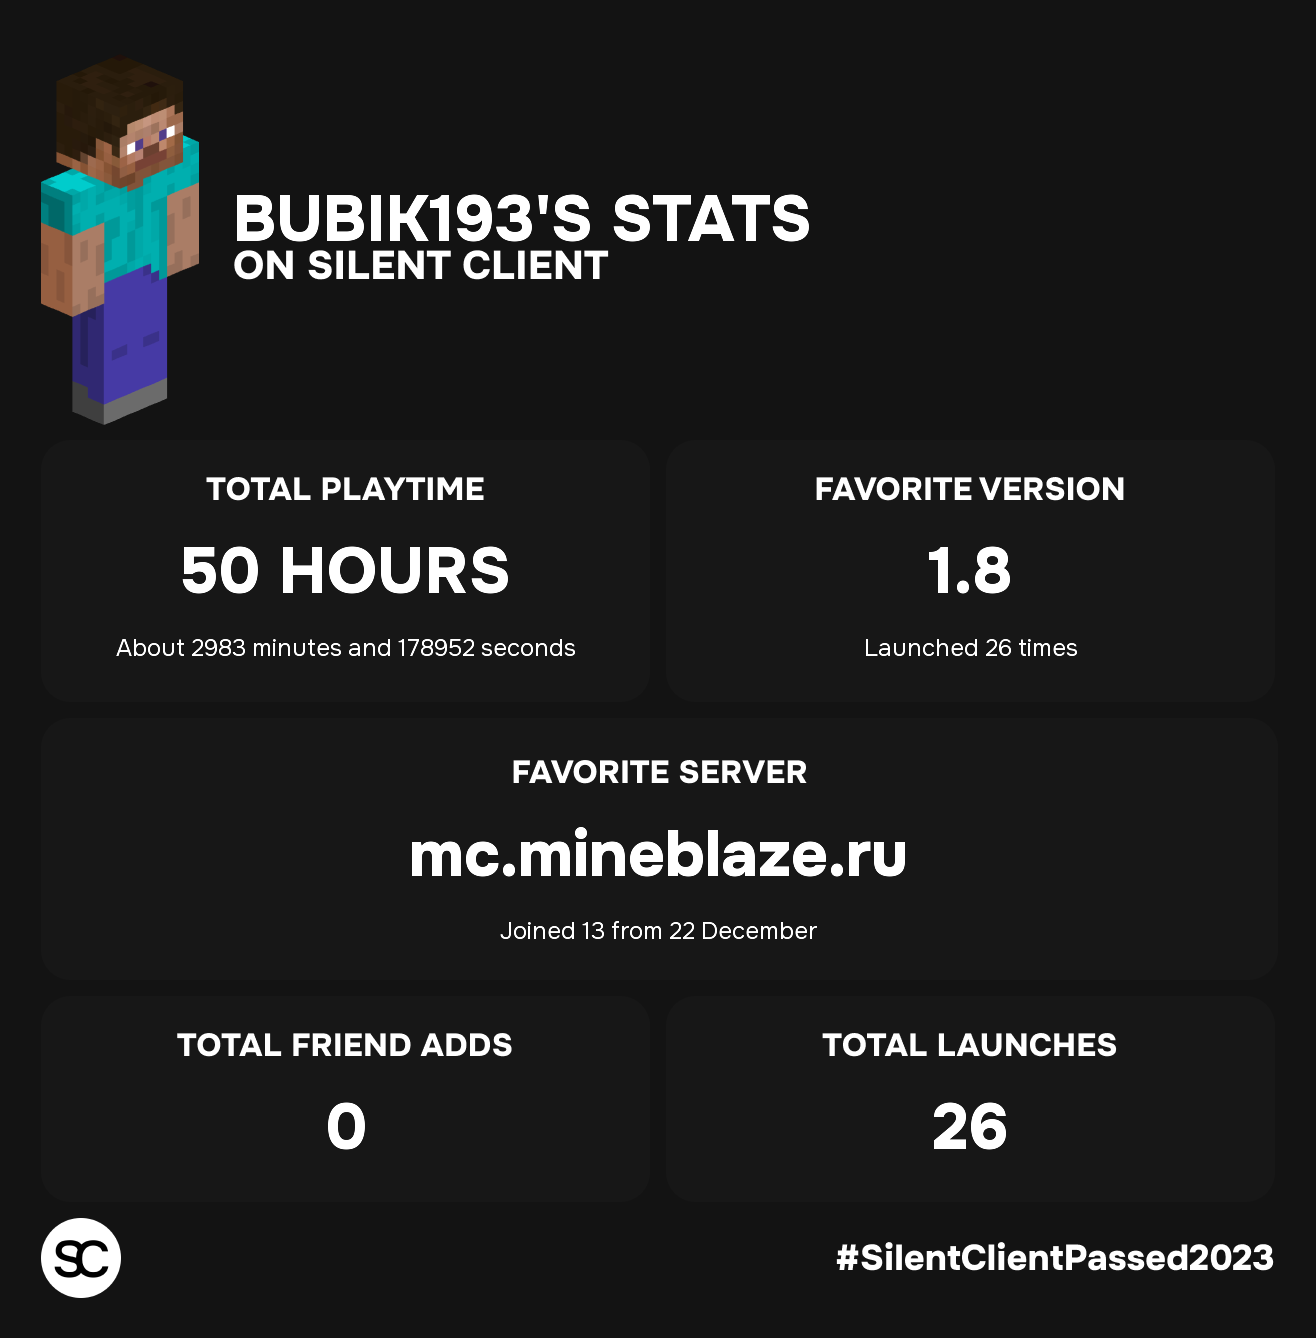 BUBIK193'S STATS
ON SILENT CLIENT
TOTAL PLAYTIME
50 HOURS
About 2983 minutes and 178952 seconds
FAVORITE VERSION
1.8
Launched 26 times
FAVORITE SERVER
mc.mineblaze.ru
Joined 13 from 22 December
TOTAL FRIEND ADDS
0
TOTAL LAUNCHES
26
SC
#SilentClientPassed2023